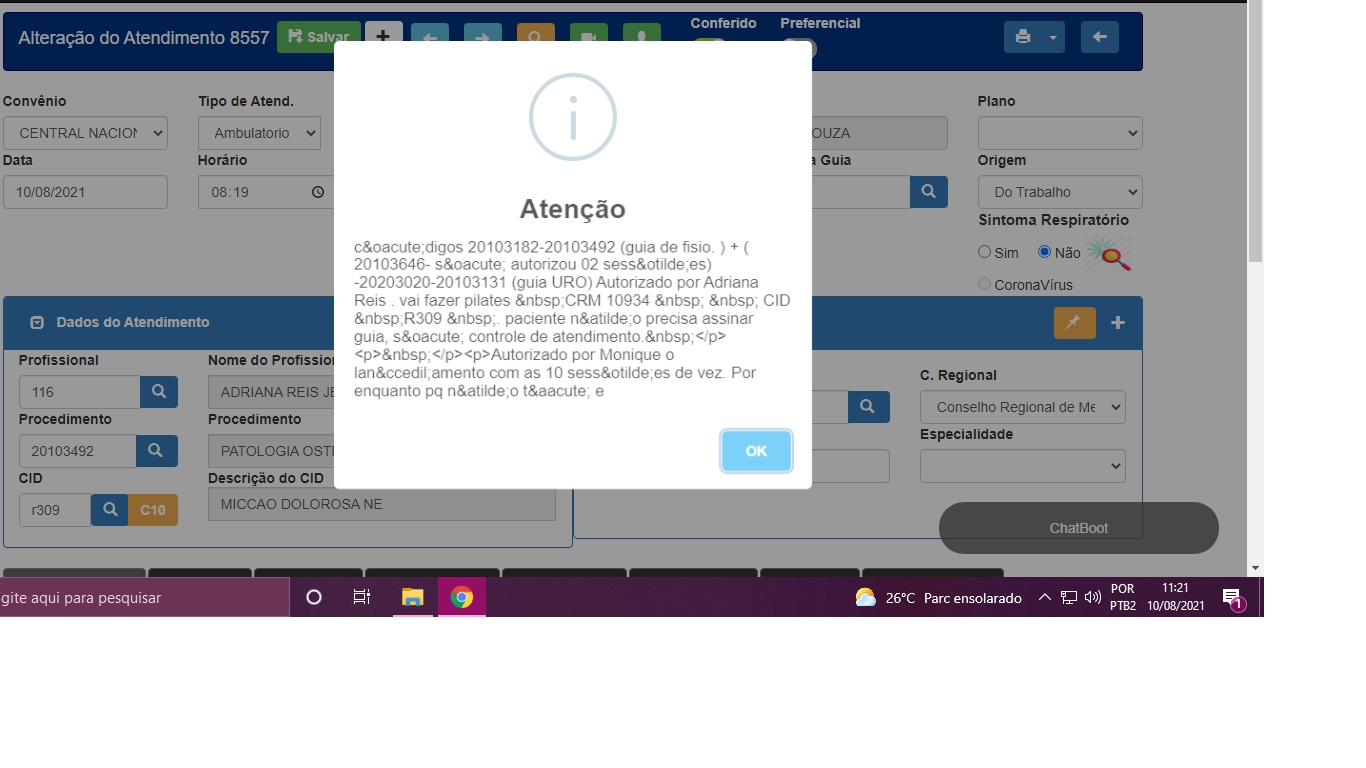 Alteração do Atendimento 8557 Salvar
Conferido Preferencial
Convênio Tipo de Atend. Plano
CENTRAL Ambulatorio OUZA
Data Horário Guia Origem
10/08/2021 08:19 Do Trabalho
Sintoma Respiratório
Sim Não
CoronaVírus
Atenção
c&oacute;digos 20103182-20103492 (guia de fisio. ) + (
20103646- s&oacute; autorizou 02 sess&otilde;es)
-20203020-20103131 (guia URO) Autorizado por Adriana
Reis . vai fazer pilates &nbsp;CRM 10934 &nbsp; &nbsp; CID
&nbsp;R309 &nbsp;. paciente n&atilde;o precisa assinar
guia, s&oacute; controle de atendimento.&nbsp;</p>
<p>&nbsp;</p><p>Autorizado por Monique o
lan&ccedil;amento com as 10 sess&otilde;es de vez. Por
enquanto pq n&atilde;o t&aacute; e
OK
Dados do Atendimento
Profissional Nome do Profission C. Regional
116 ADRIANA REIS Conselho Regional de Me
Procedimento Procedimento Especialidade
20103492 PATOLOGIA OST
CID Descrição do CID
r309 C10 MICCAO DOLOROSA NE
ChatBoot
gite aqui para pesquisar 26°C Parc ensolarado POR PTB2 11:21 10/08/2021 1